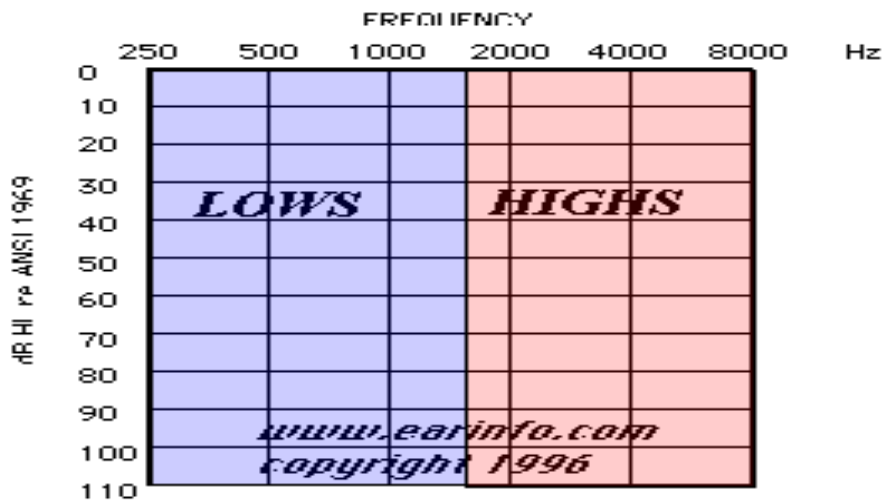 FREQUENCY
250 500 1000 2000 4000 8000 Hz
0
10
20
30
40
50
60
70
80
90
100
110
dB HL re ANSI 1969
LOWS HIGHS
www.earinfo.com
copyright 1996